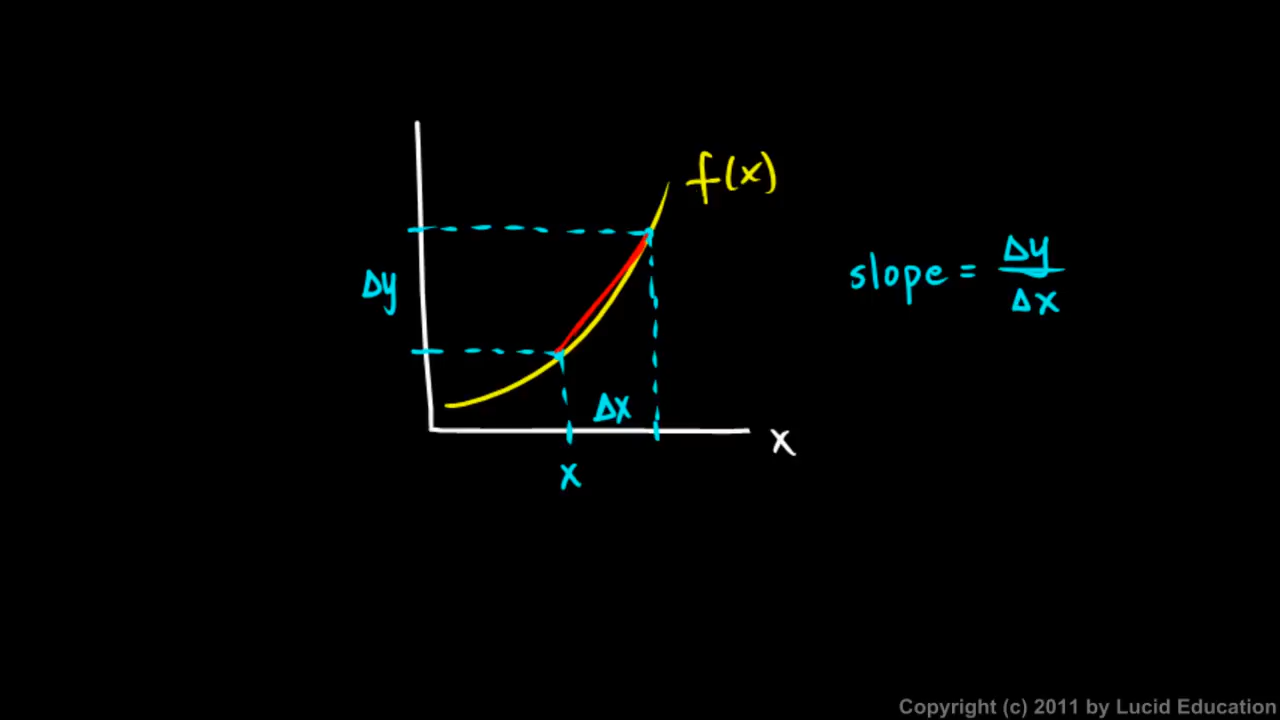 f(x)
Δy
slope = Δy/Δx
Δx
x
x
Copyright (c) 2011 by Lucid Education